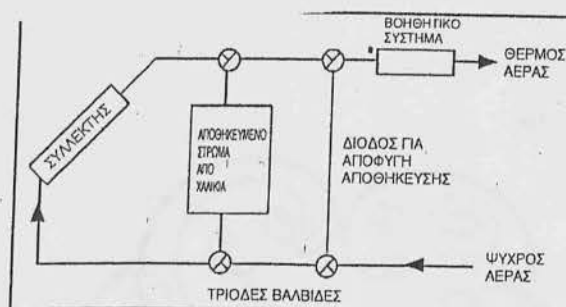 ΒΟΗΘΗΤΙΚΟ
ΣΥΣΤΗΜΑ
ΘΕΡΜΟΣ
ΑΕΡΑΣ
ΣΥΛΛΕΚΤΗΣ
ΑΠΟΘΗΚΕΥΜΕΝΟ
ΣΤΡΩΜΑ
ΑΠΟ
ΧΑΛΙΚΙΑ
ΔΙΟΔΟΣ ΓΙΑ
ΑΠΟΦΥΓΗ
ΑΠΟΘΗΚΕΥΣΗΣ
ΨΥΧΡΟΣ
ΑΕΡΑΣ
ΤΡΙΟΔΕΣ ΒΑΛΒΙΔΕΣ